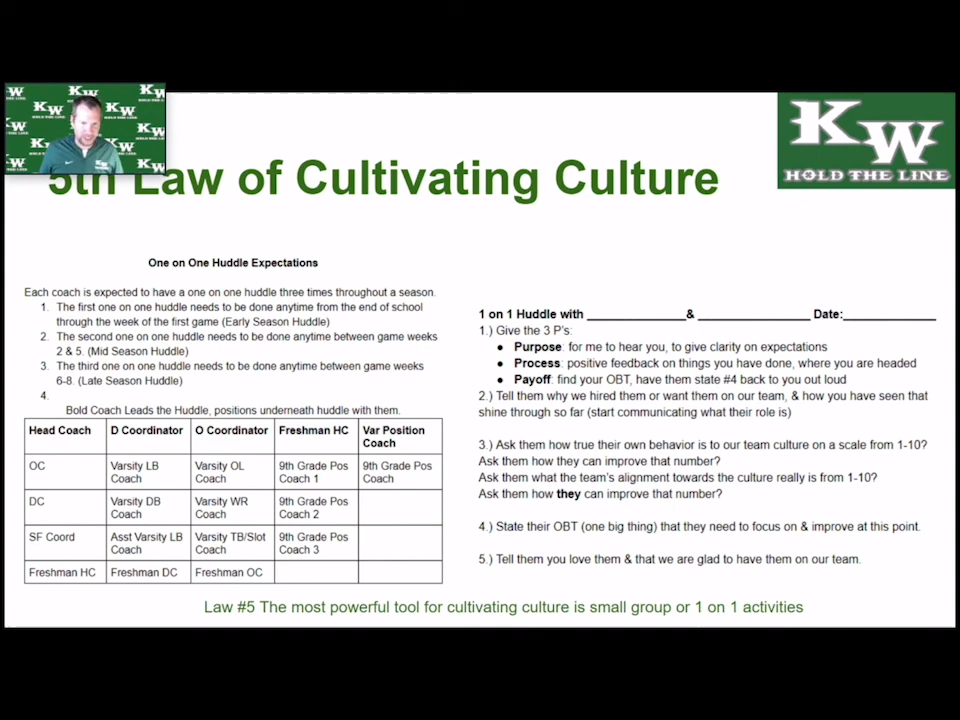 KW
HOLD THE LINE
5th Law of Cultivating Culture
One on One Huddle Expectations
Each coach is expected to have a one on one huddle three times throughout a season.
1. The first one on one huddle needs to be done anytime from the end of school
through the week of the first game (Early Season Huddle)
2. The second one on one huddle needs to be done anytime between game weeks
2 & 5. (Mid Season Huddle)
3. The third one on one huddle needs to be done anytime between game weeks
6-8. (Late Season Huddle)
4.
Bold Coach Leads the Huddle, positions underneath huddle with them.
Head Coach D Coordinator O Coordinator Freshman HC Var Position Coach
OC Varsity LB Coach Varsity OL Coach 9th Grade Pos Coach 1 9th Grade Pos Coach
DC Varsity DB Coach Varsity WR Coach 9th Grade Pos Coach 2
SF Coord Asst Varsity LB Coach Varsity TB/Slot Coach 9th Grade Pos Coach 3
Freshman HC Freshman DC Freshman OC
1 on 1 Huddle with _______________& _________________ Date:______________
1.) Give the 3 P's:
● Purpose: for me to hear you, to give clarity on expectations
● Process: positive feedback on things you have done, where you are headed
● Payoff: find your OBT, have them state #4 back to you out loud
2.) Tell them why we hired them or want them on our team, & how you have seen that
shine through so far (start communicating what their role is)
3.) Ask them how true their own behavior is to our team culture on a scale from 1-10?
Ask them how they can improve that number?
Ask them what the team's alignment towards the culture really is from 1-10?
Ask them how they can improve that number?
4.) State their OBT (one big thing) that they need to focus on & improve at this point.
5.) Tell them you love them & that we are glad to have them on our team.
Law #5 The most powerful tool for cultivating culture is small group or 1 on 1 activities